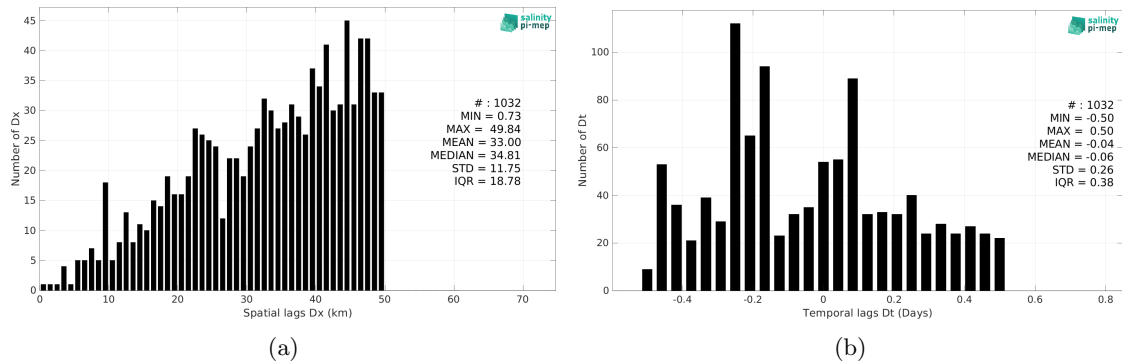 salinity
pi-mep
45
40
35
30
25
20
15
10
5
0
Number of Dx
# : 1032
MIN = 0.73
MAX = 49.84
MEAN = 33.00
MEDIAN = 34.81
STD = 11.75
IQR = 18.78
0 10 20 30 40 50 60 70
Spatial lags Dx (km)
(a)
salinity
pi-mep
100
80
60
40
20
0
Number of Dt
# : 1032
MIN = -0.50
MAX = 0.50
MEAN = -0.04
MEDIAN = -0.06
STD = 0.26
IQR = 0.38
-0.4 -0.2 0 0.2 0.4 0.6 0.8
Temporal lags Dt (Days)
(b)